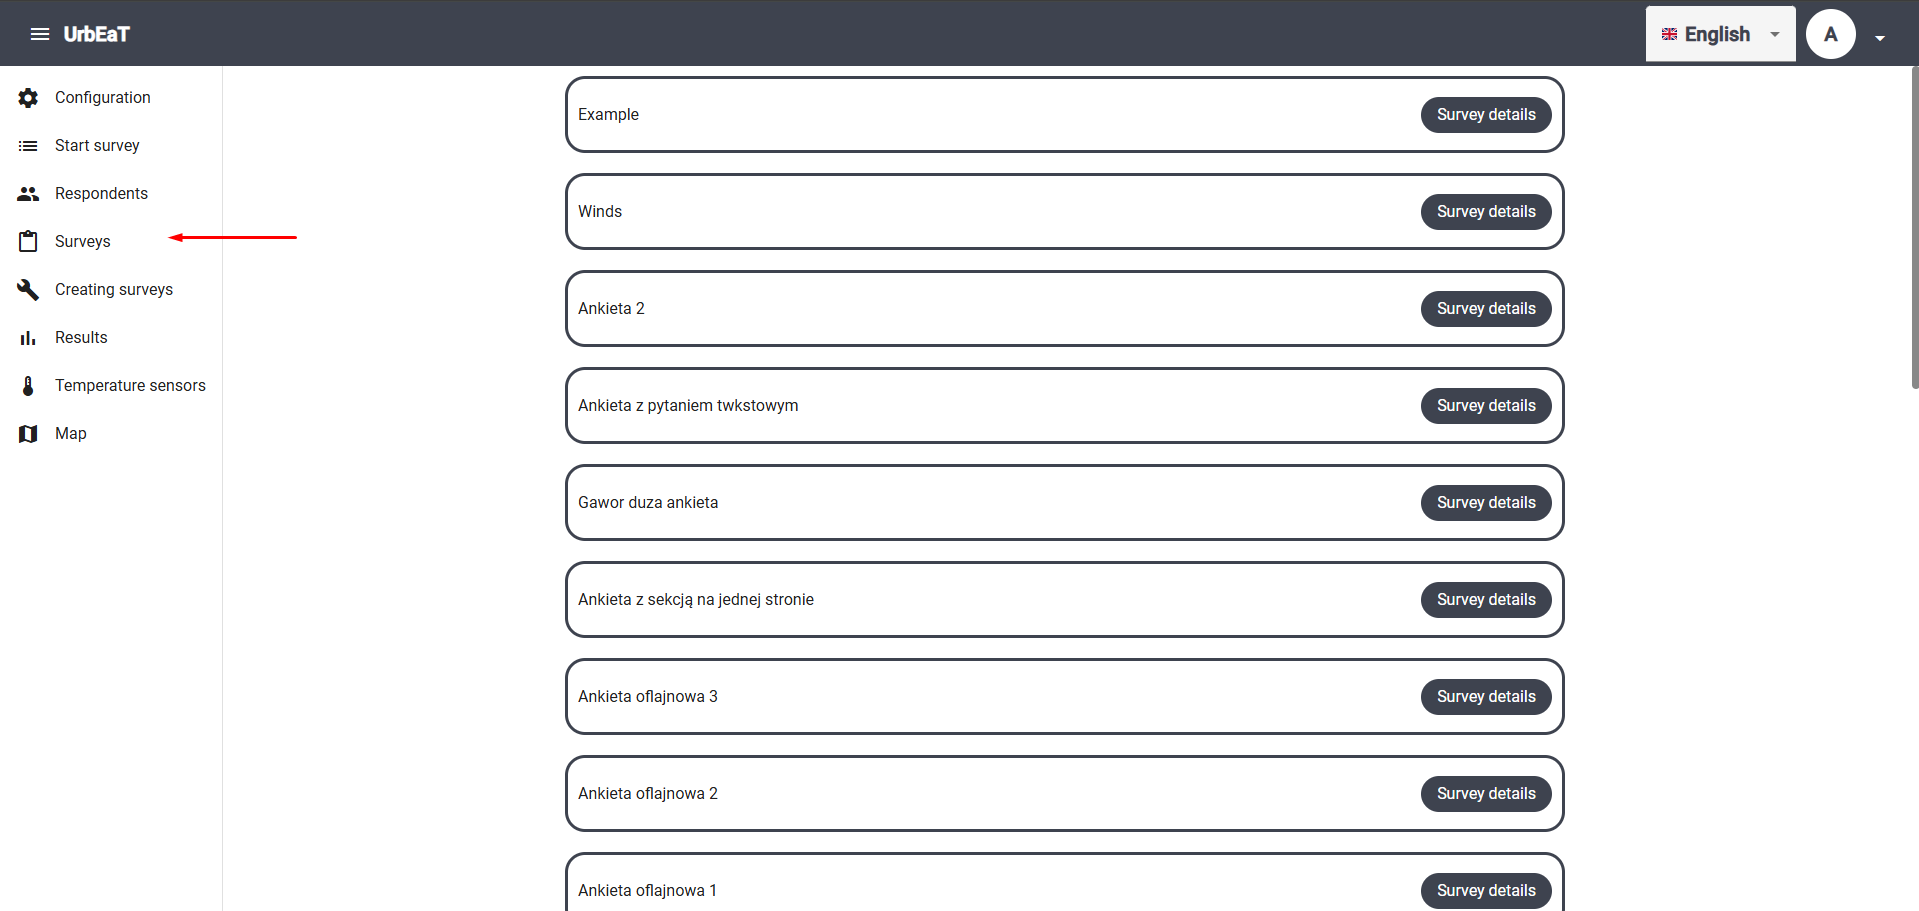 UrbEaT
English
A
Configuration
Start survey
Respondents
Surveys
Creating surveys
Results
Temperature sensors
Map
Example
Survey details
Winds
Survey details
Ankieta 2
Survey details
Ankieta z pytaniem twkstowym
Survey details
Gawor duza ankieta
Survey details
Ankieta z sekcją na jednej stronie
Survey details
Ankieta oflajnowa 3
Survey details
Ankieta oflajnowa 2
Survey details
Ankieta oflajnowa 1
Survey details